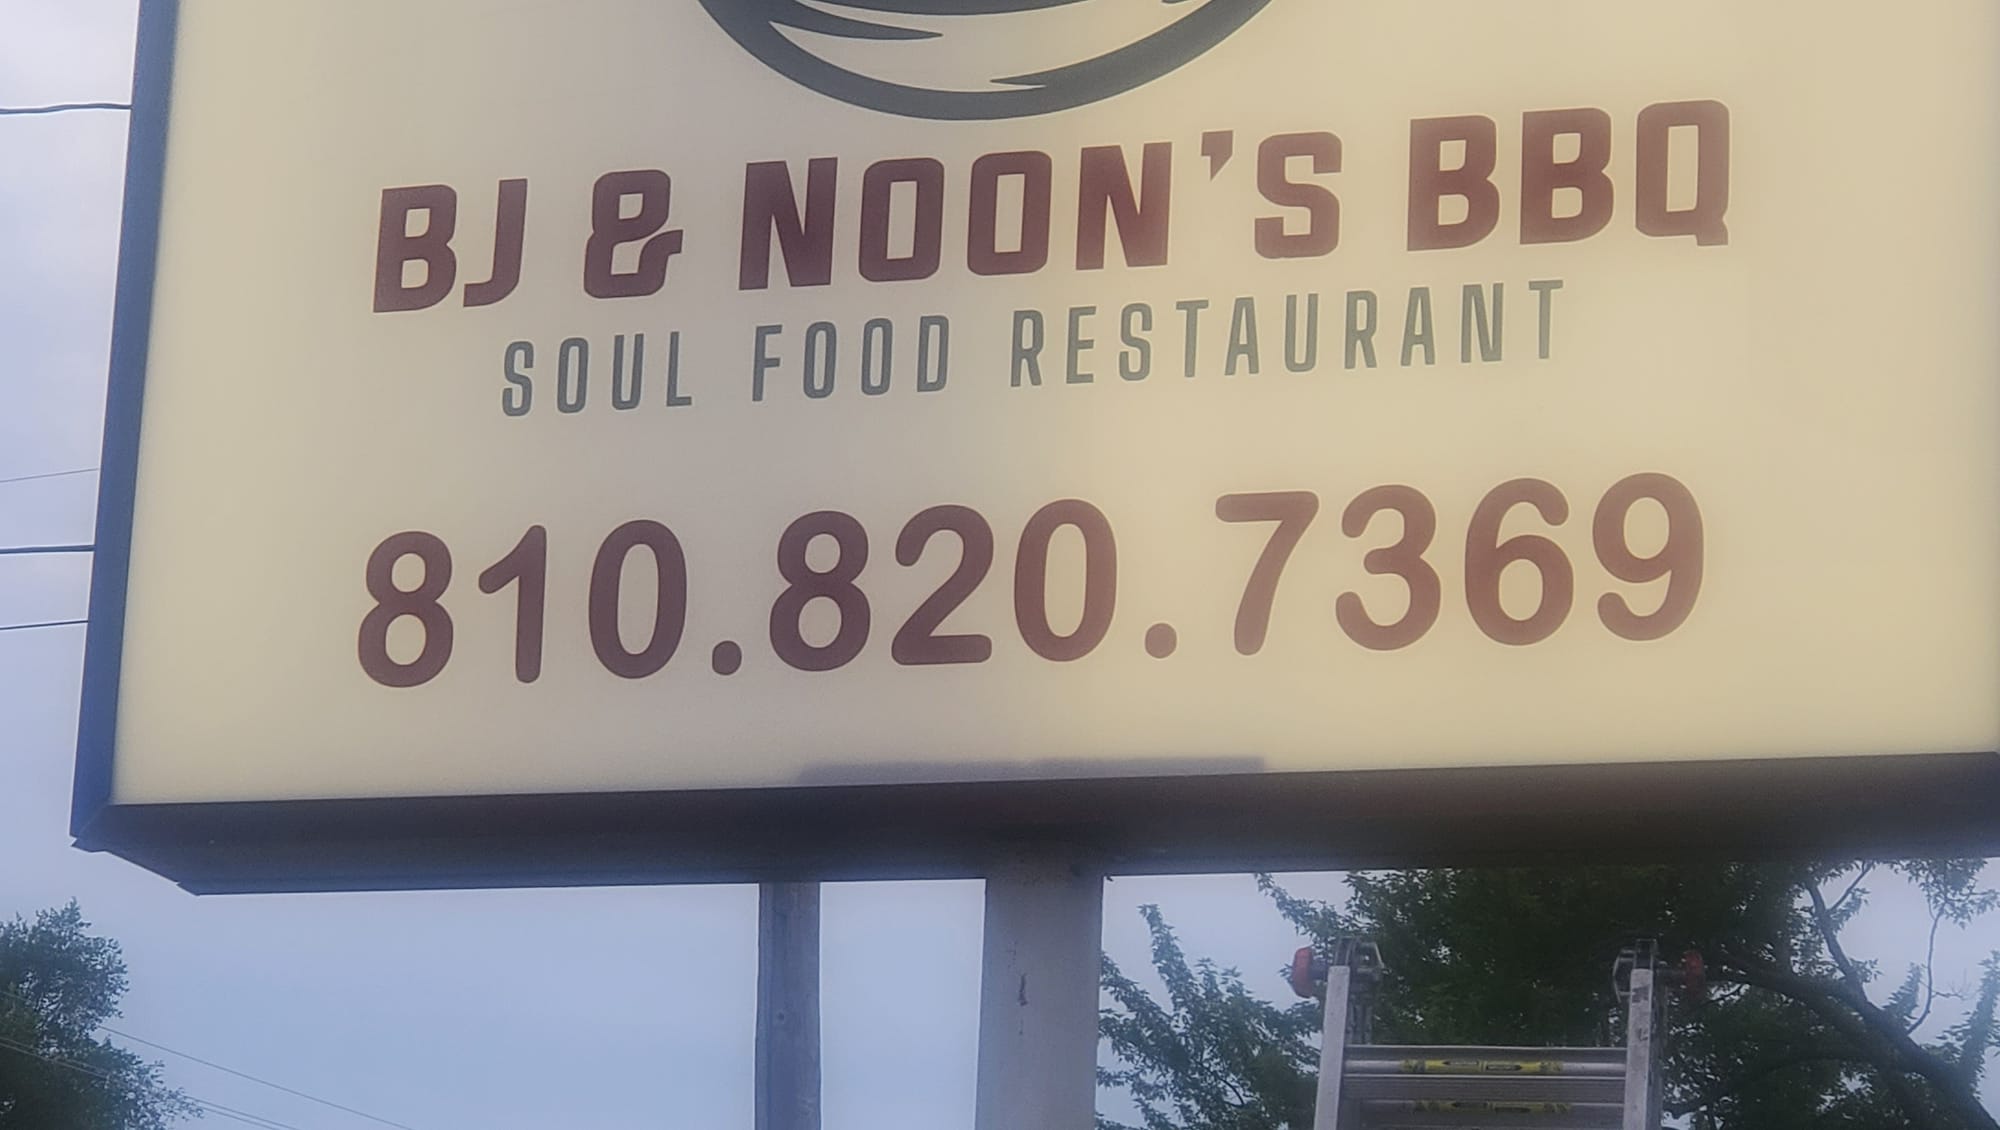 BJ & NOON'S BBQ
SOUL FOOD RESTAURANT
810.820.7369